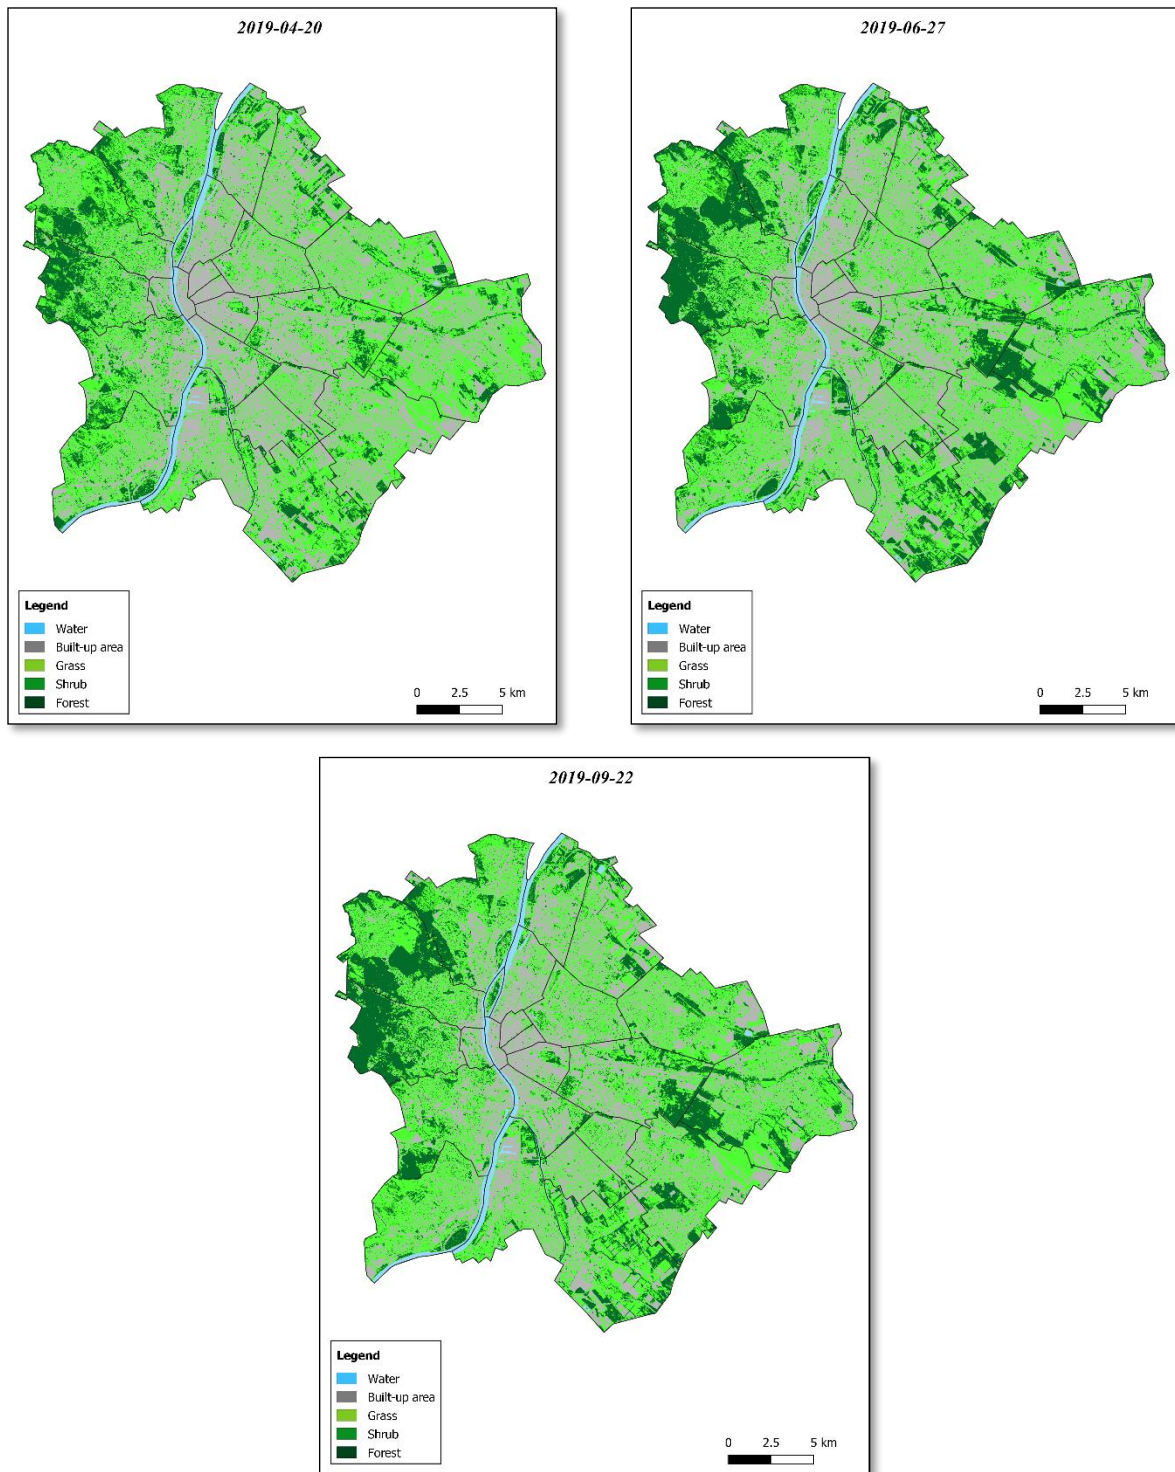 2019-04-20
Legend
Water
Built-up area
Grass
Shrub
Forest
0 2.5 5 km
2019-06-27
Legend
Water
Built-up area
Grass
Shrub
Forest
0 2.5 5 km
2019-09-22
Legend
Water
Built-up area
Grass
Shrub
Forest
0 2.5 5 km